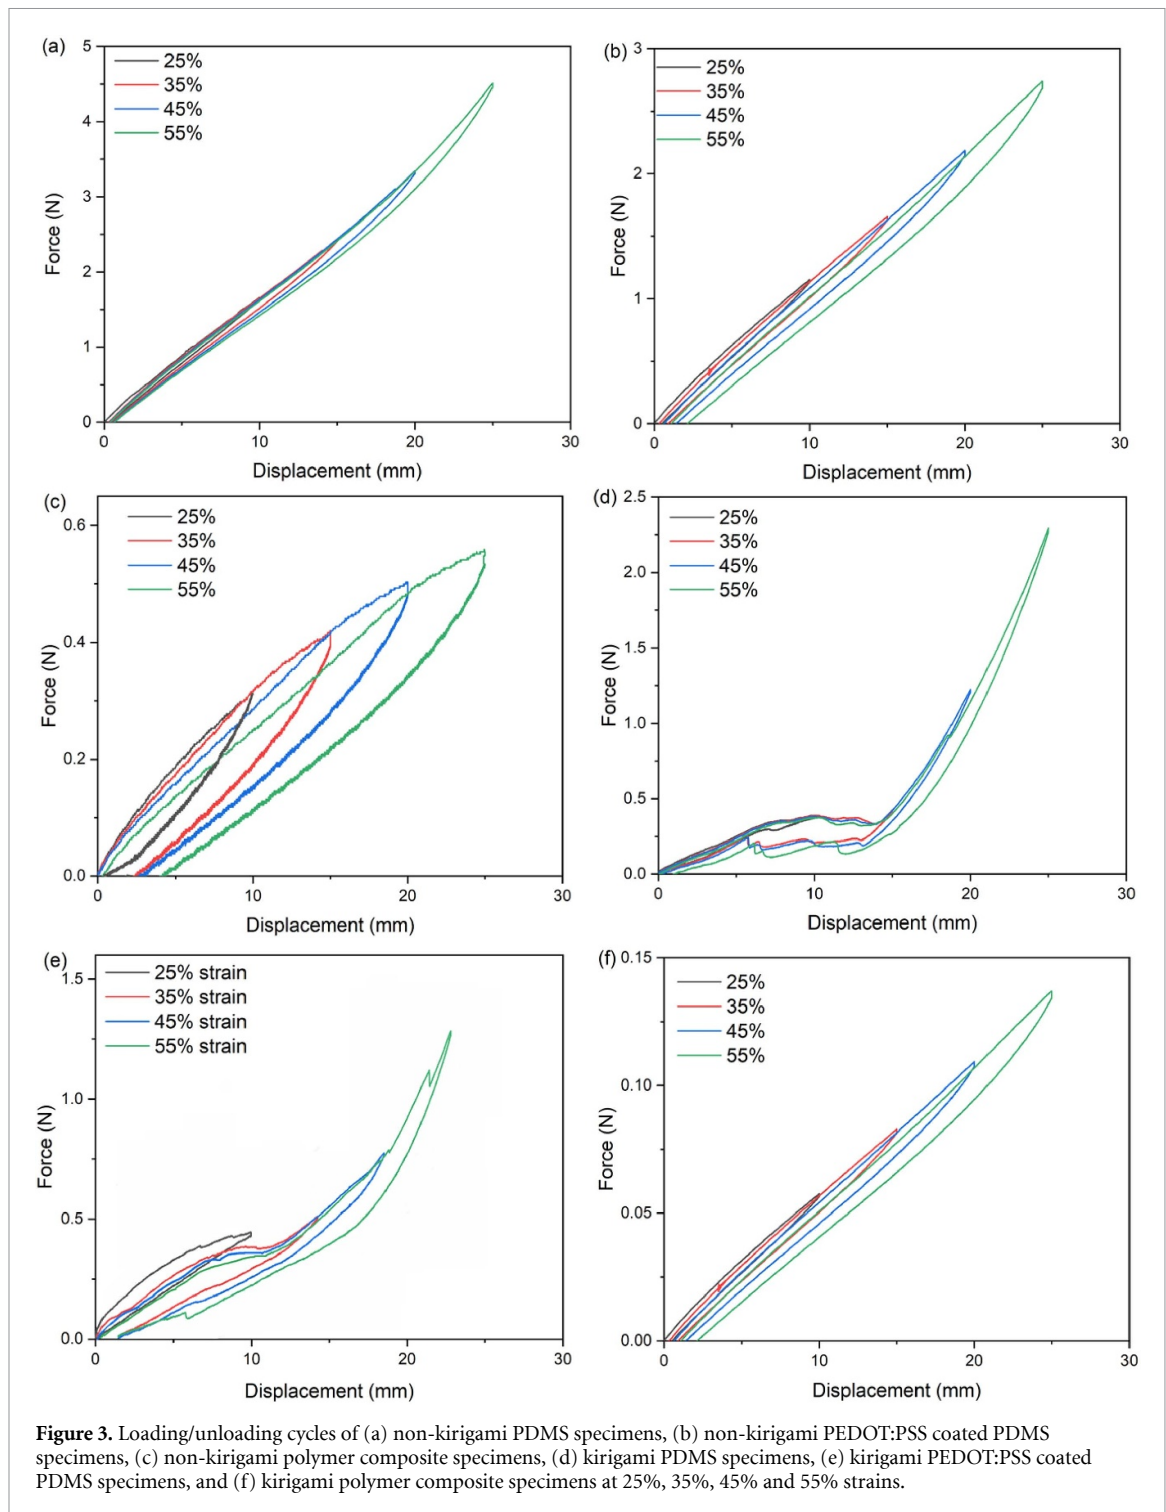 (a)
5
4
3
2
1
0
Force (N)
25%
35%
45%
55%
0 10 20 30
Displacement (mm)
(b)
3
2
1
0
Force (N)
25%
35%
45%
55%
0 10 20 30
Displacement (mm)
(c)
0.6
0.4
0.2
0.0
Force (N)
25%
35%
45%
55%
0 10 20 30
Displacement (mm)
(d)
2.5
2.0
1.5
1.0
0.5
0.0
Force (N)
25%
35%
45%
55%
0 10 20 30
Displacement (mm)
(e)
1.5
1.0
0.5
0.0
Force (N)
25% strain
35% strain
45% strain
55% strain
0 10 20 30
Displacement (mm)
(f)
0.15
0.10
0.05
0.00
Force (N)
25%
35%
45%
55%
0 10 20 30
Displacement (mm)
Figure 3. Loading/unloading cycles of (a) non-kirigami PDMS specimens, (b) non-kirigami PEDOT:PSS coated PDMS
specimens, (c) non-kirigami polymer composite specimens, (d) kirigami PDMS specimens, (e) kirigami PEDOT:PSS coated
PDMS specimens, and (f) kirigami polymer composite specimens at 25%, 35%, 45% and 55% strains.